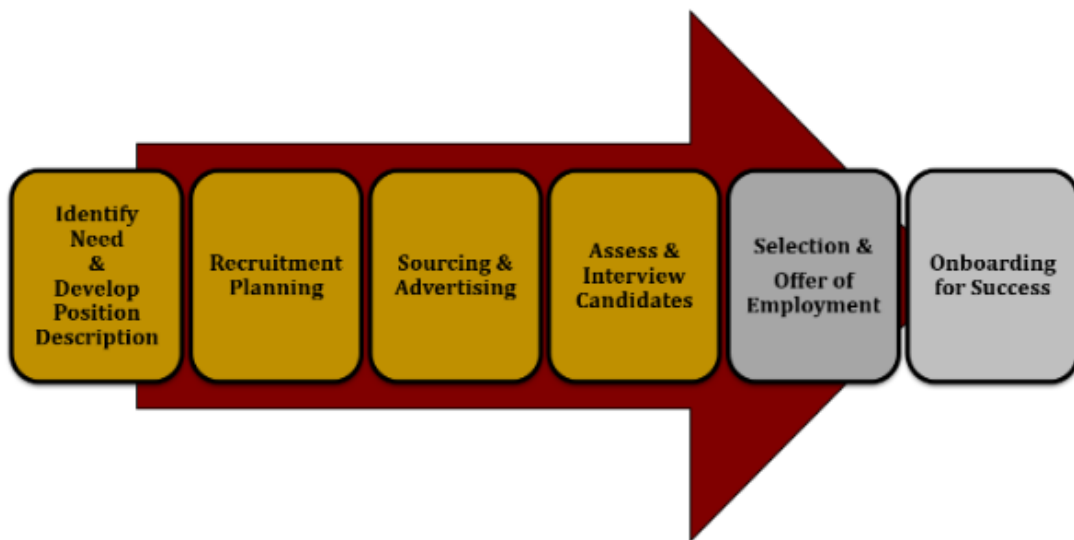 Identify
Need
&
Develop
Position
Description
Recruitment
Planning
Sourcing &
Advertising
Assess &
Interview
Candidates
Selection &
Offer of
Employment
Onboarding
for Success